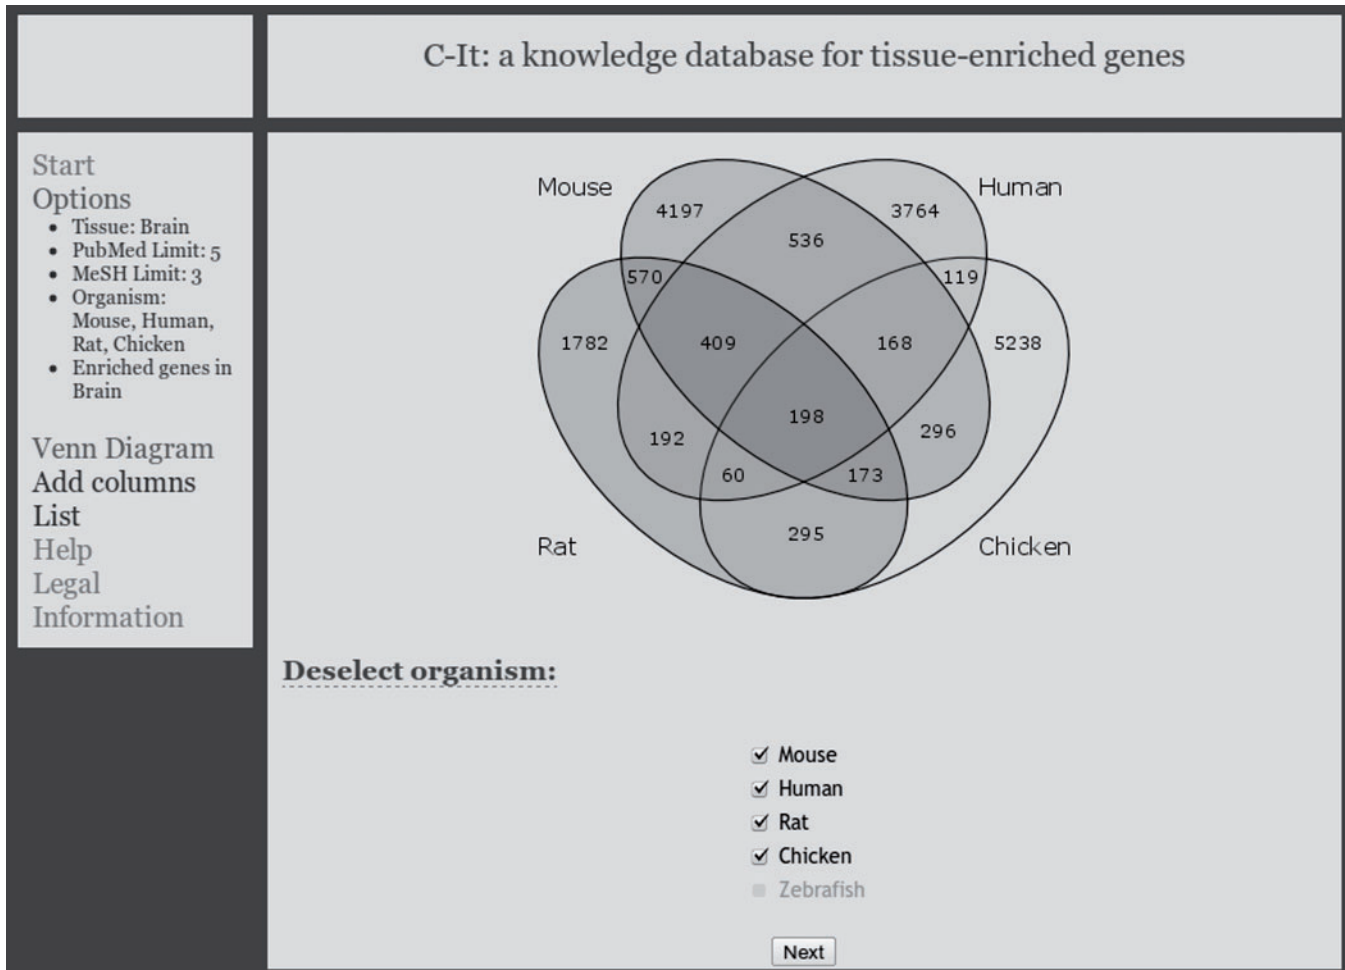 C-It: a knowledge database for tissue-enriched genes
Start
Options
• Tissue: Brain
• PubMed Limit: 5
• MeSH Limit: 3
• Organism:
Mouse, Human,
Rat, Chicken
• Enriched genes in
Brain
Venn Diagram
Add columns
List
Help
Legal
Information
Mouse
Human
4197
3764
536
570
119
1782
409
168
5238
198
192
296
60
173
295
Rat
Chicken
Deselect organism:
Mouse
Human
Rat
Chicken
Zebrafish
Next